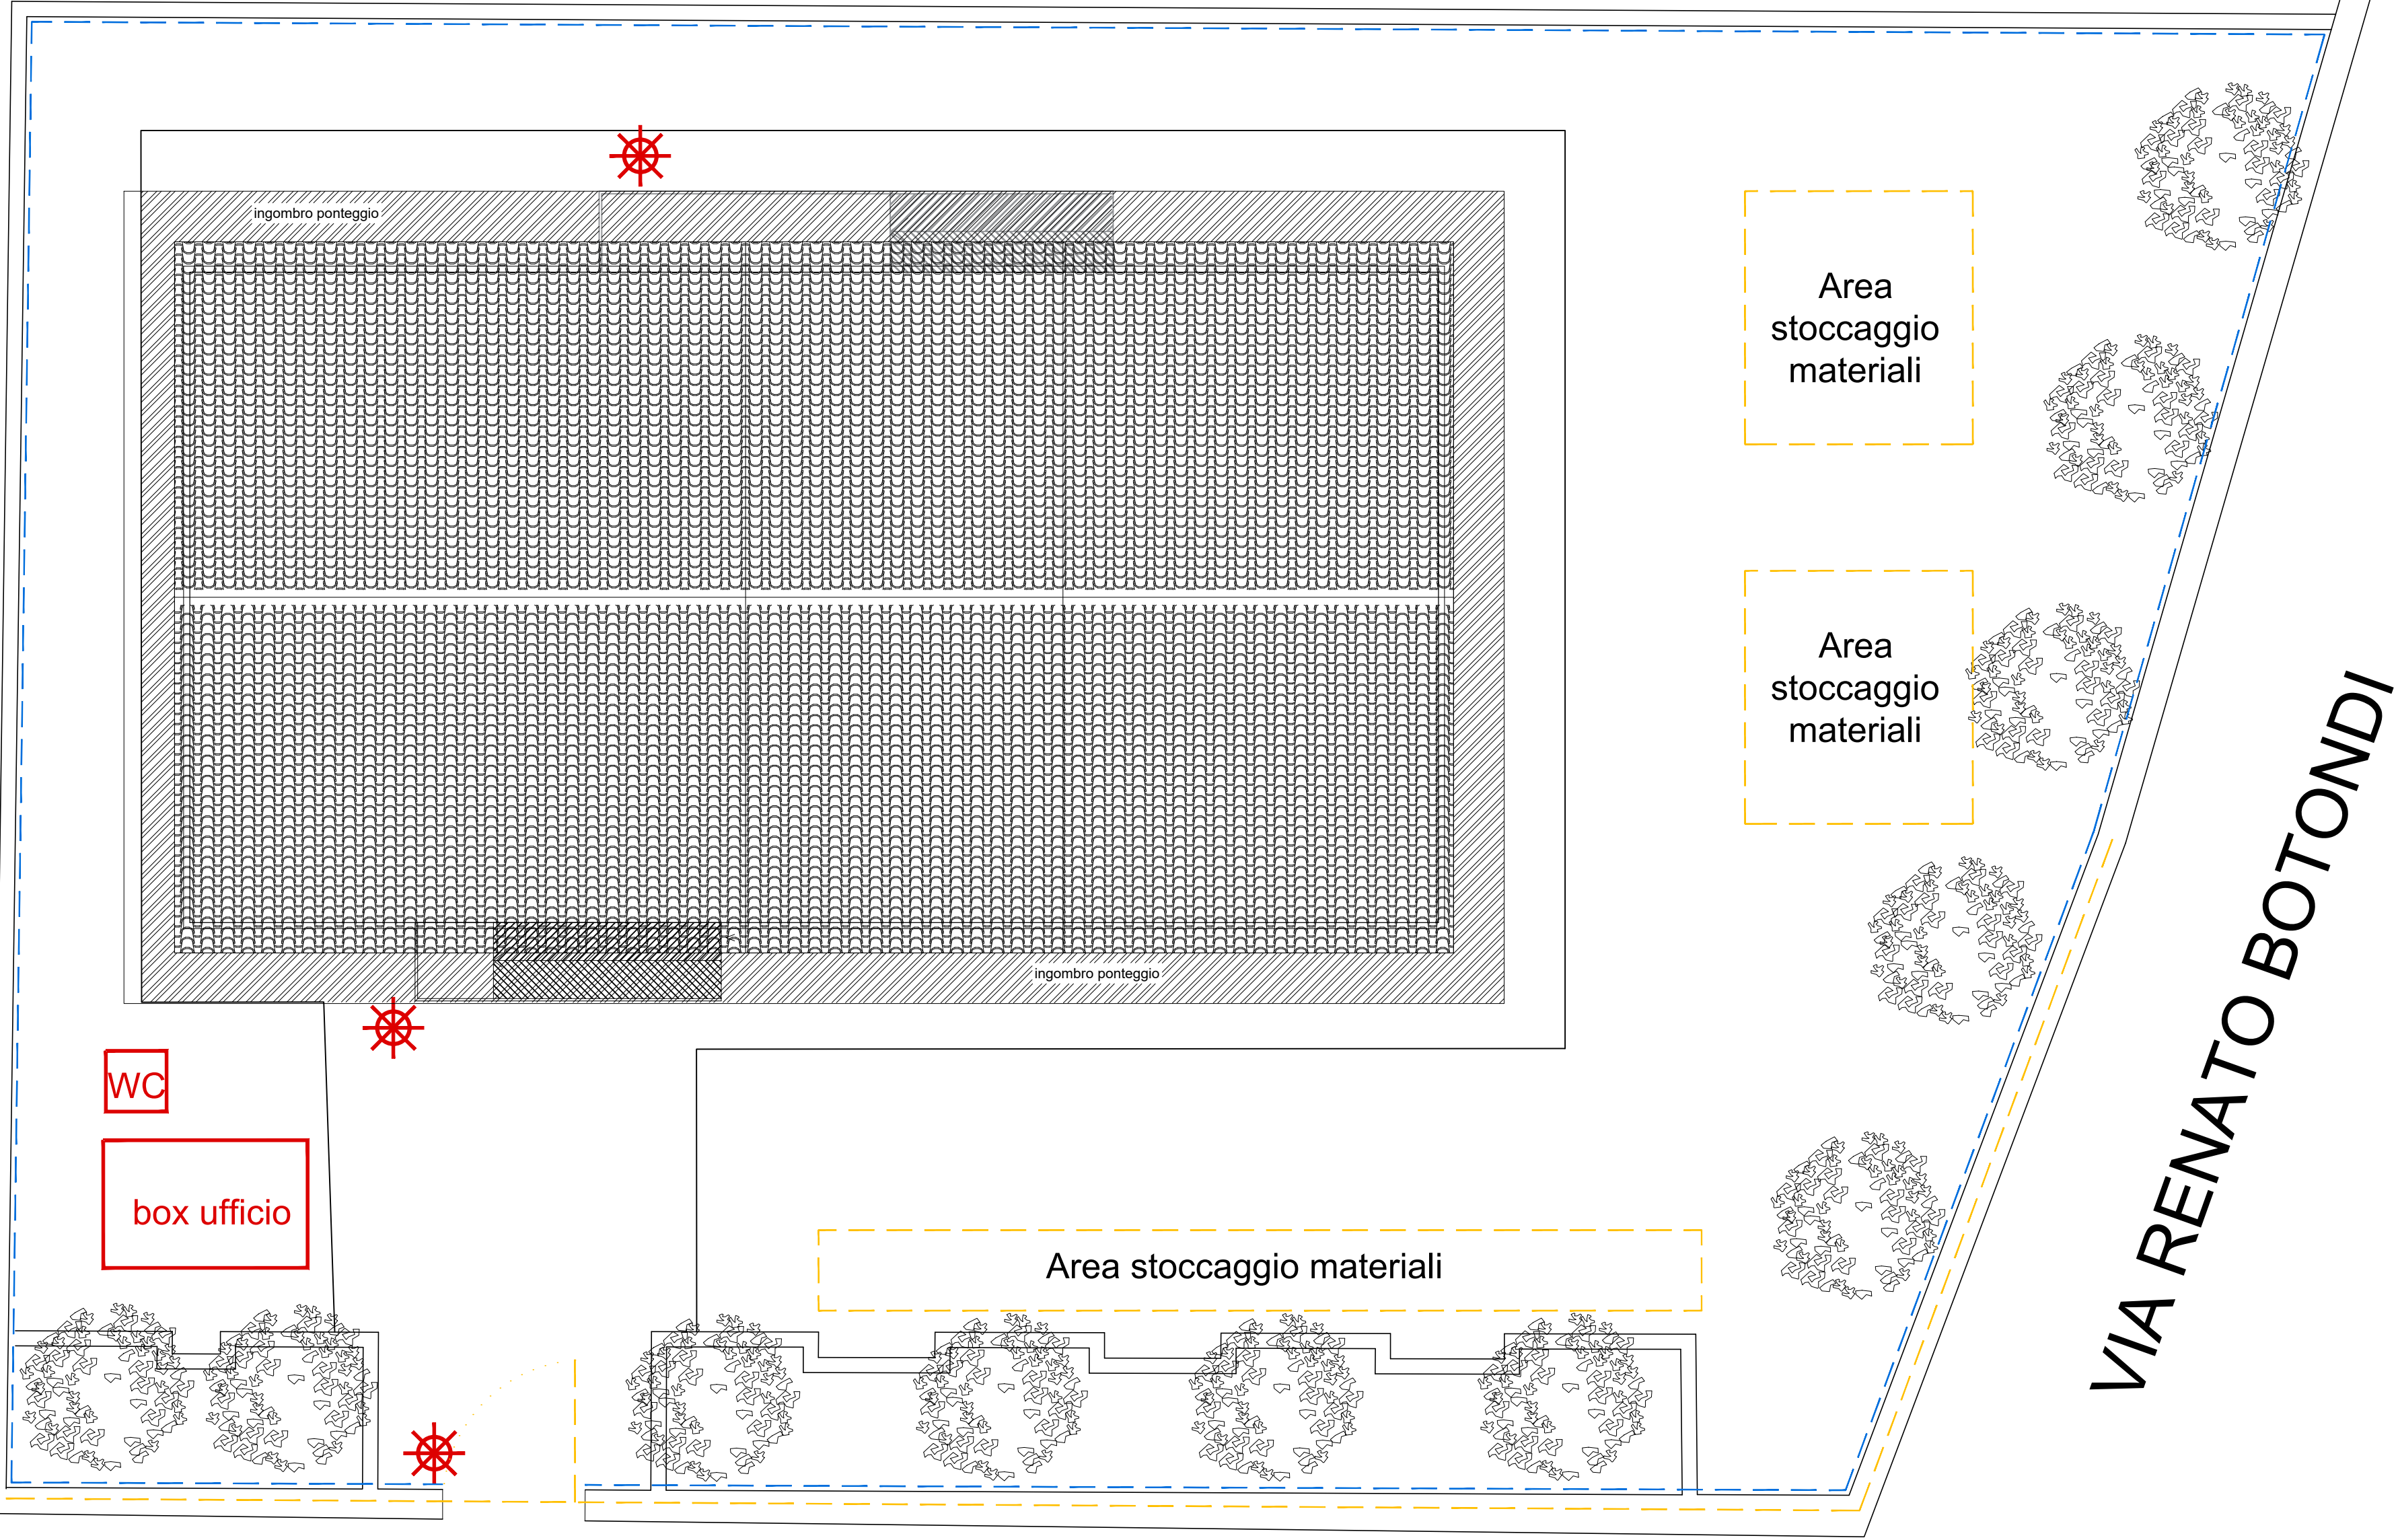 ingombro ponteggio
Area
stoccaggio
materiali
Area
stoccaggio
materiali
ingombro ponteggio
VIA RENATO BOTONDI
WC
box ufficio
Area stoccaggio materiali